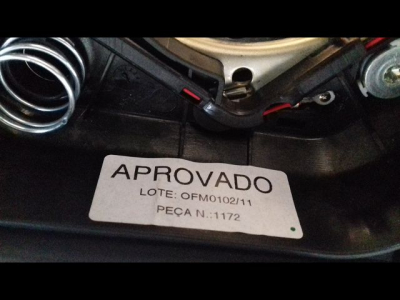 APROVADO
LOTE: OFM0102/11
PEÇA N.:1172